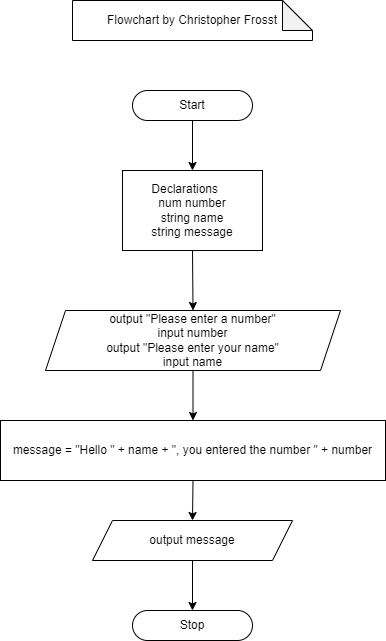 Flowchart by Christopher Frosst
Start
Declarations
num number
string name
string message
output "Please enter a number"
input number
output "Please enter your name"
input name
message = "Hello " + name + ", you entered the number " + number
output message
Stop